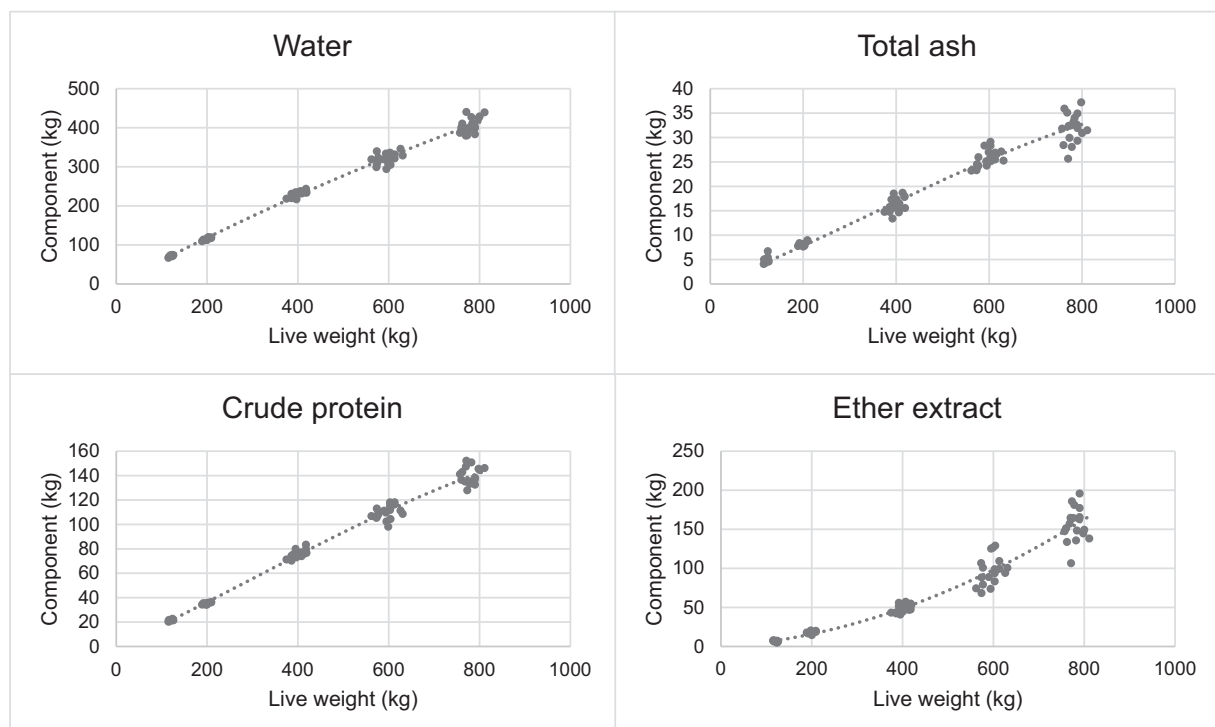 Water
Component (kg)
500
400
300
200
100
0
0 200 400 600 800 1000
Live weight (kg)
Total ash
Component (kg)
40
35
30
25
20
15
10
5
0
0 200 400 600 800 1000
Live weight (kg)
Crude protein
Component (kg)
160
140
120
100
80
60
40
20
0
0 200 400 600 800 1000
Live weight (kg)
Ether extract
Component (kg)
250
200
150
100
50
0
0 200 400 600 800 1000
Live weight (kg)